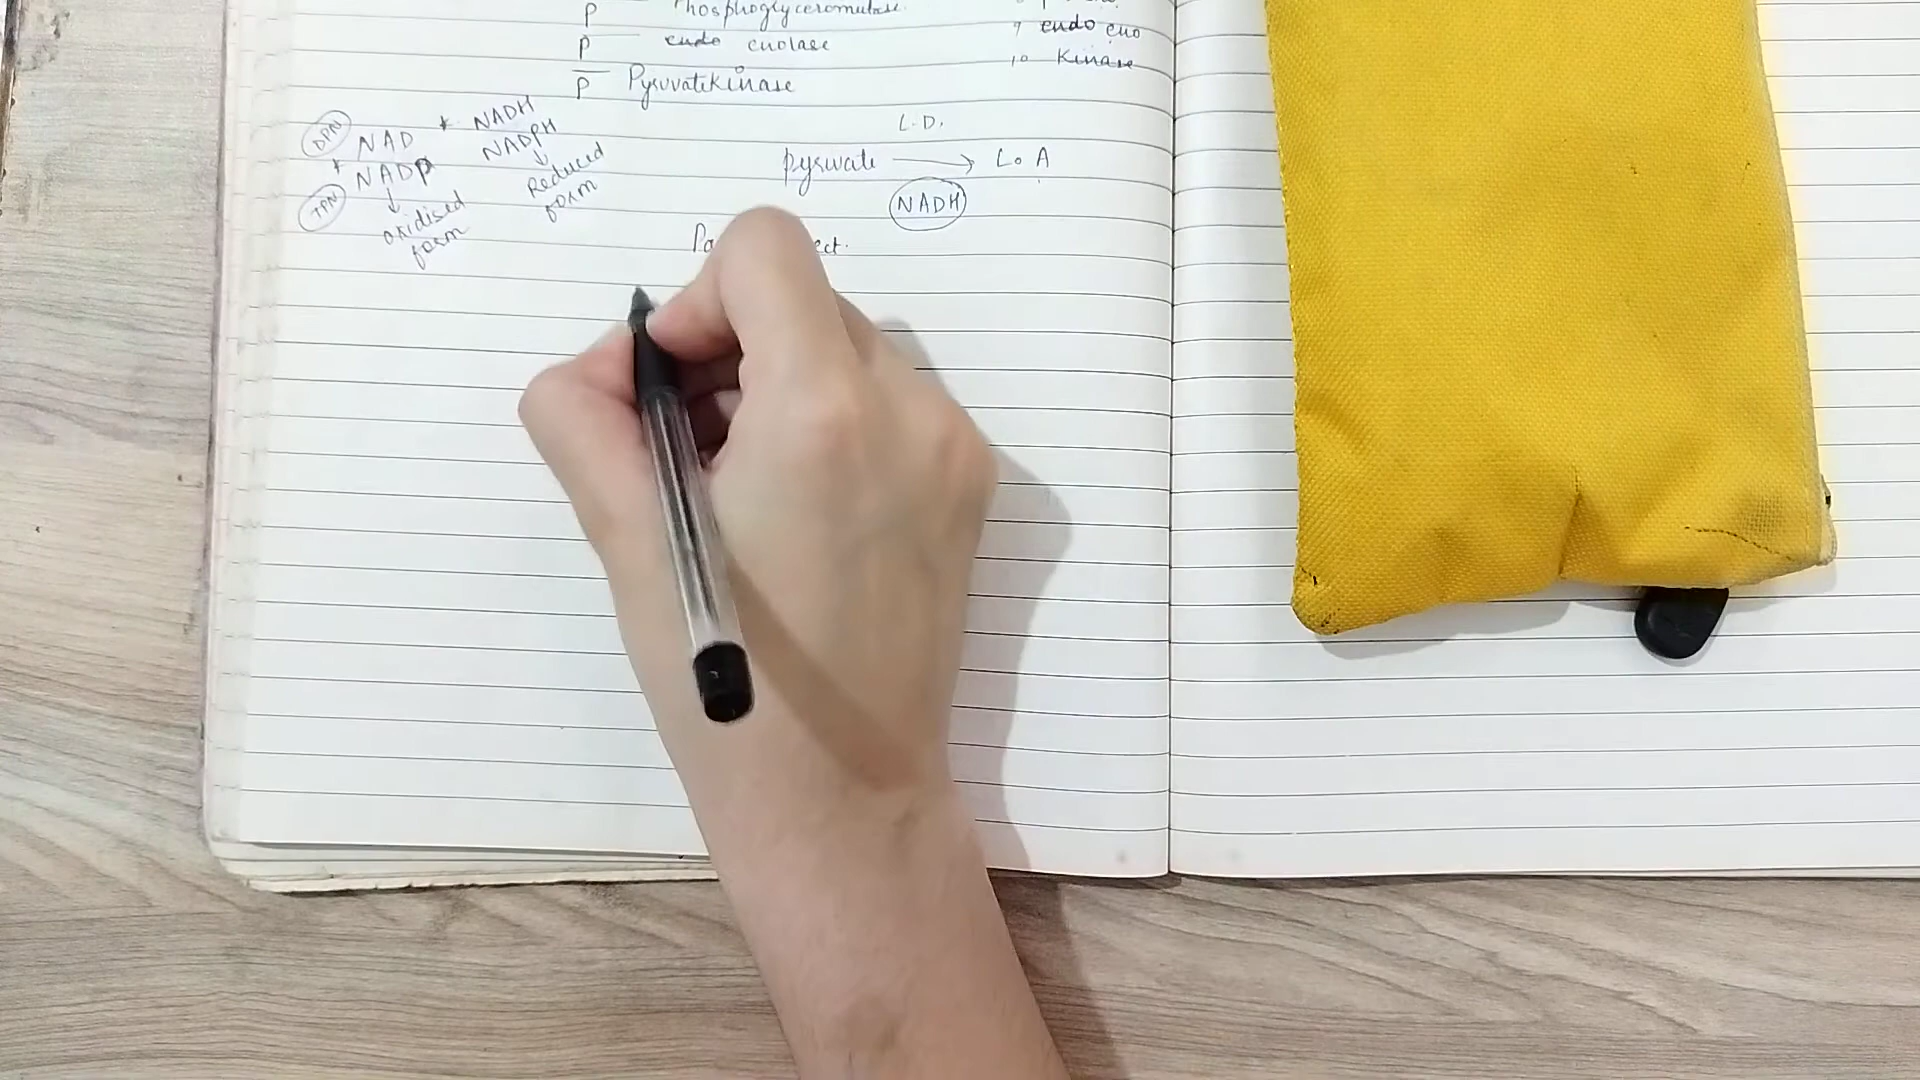 P Phosphoglyceromutase.
P endo enolase
P Pyruvatekinase
9 endo eno
10 Kinase
DPN NAD
* NADP
TPN
↓
oxidised
form
* NADH
NADPH
↓
Reduced
form
L.D.
pyruvate → L. A
NADH